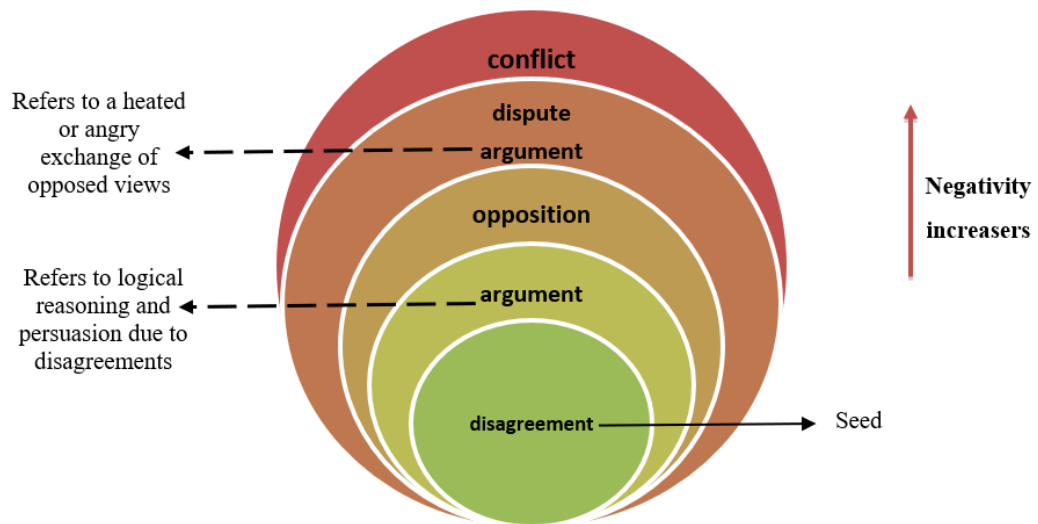 conflict
Refers to a heated
or angry
exchange of
opposed views
dispute
argument
opposition
Negativity
increasers
Refers to logical
reasoning and
persuasion due to
disagreements
argument
disagreement
Seed